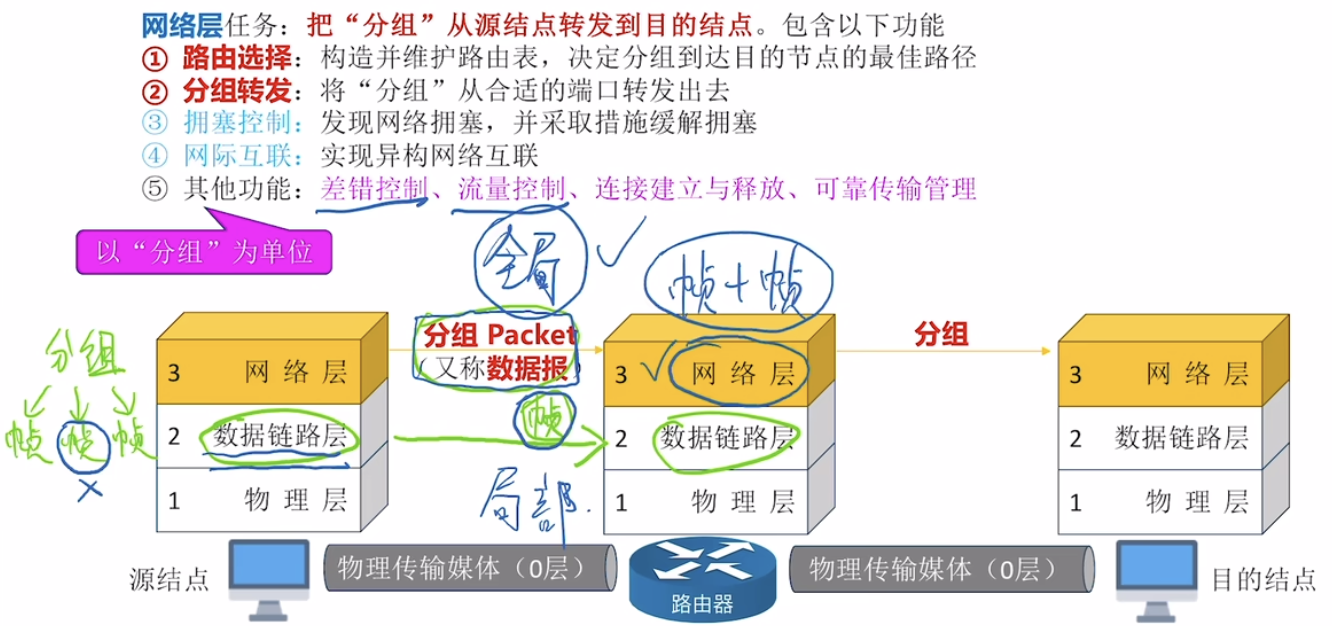 网络层任务：把“分组”从源结点转发到目的结点。包含以下功能
① 路由选择：构造并维护路由表，决定分组到达目的节点的最佳路径
② 分组转发：将“分组”从合适的端口转发出去
③ 拥塞控制：发现网络拥塞，并采取措施缓解拥塞
④ 网际互联：实现异构网络互联
⑤ 其他功能：差错控制、流量控制、连接建立与释放、可靠传输管理
以“分组”为单位
全局
帧+帧
分组
帧 帧 帧
3 网络层
2 数据链路层
1 物理层
分组 Packet
（又称数据报）
帧
局部.
3 网络层
2 数据链路层
1 物理层
分组
3 网络层
2 数据链路层
1 物理层
源结点
物理传输媒体（0层）
路由器
物理传输媒体（0层）
目的结点